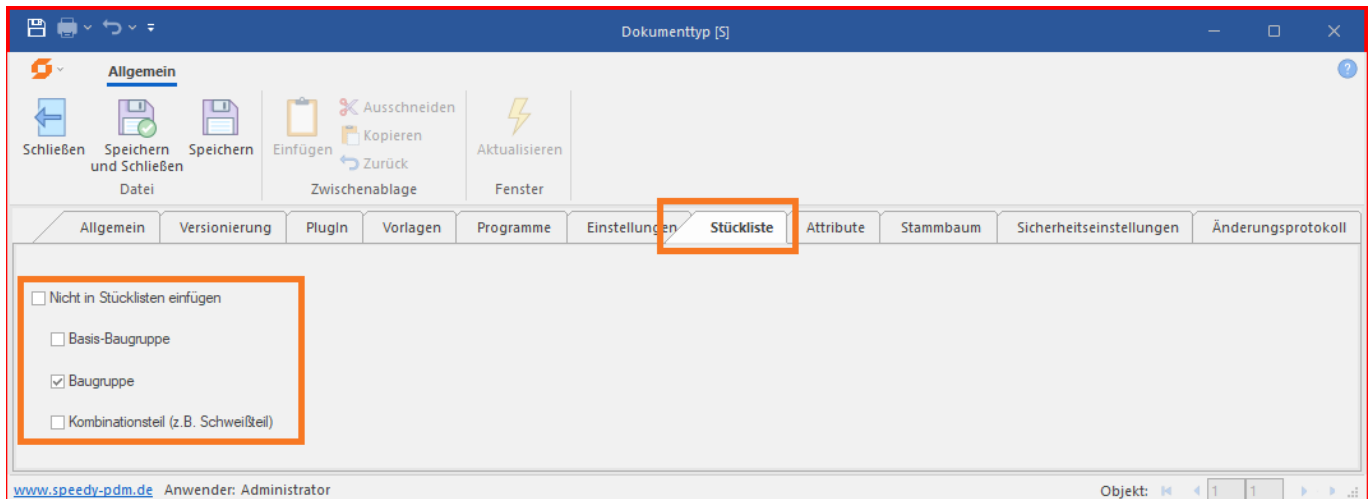 Dokumenttyp [S]
Allgemein
?
Schließen
Speichern und Schließen
Speichern
Einfügen
Ausschneiden
Kopieren
Zurück
Aktualisieren
Datei
Zwischenablage
Fenster
Allgemein Versionierung PlugIn Vorlagen Programme Einstellungen Stückliste Attribute Stammbaum Sicherheitseinstellungen Änderungsprotokoll
Nicht in Stücklisten einfügen
Basis-Baugruppe
Baugruppe
Kombinationsteil (z.B. Schweißteil)
www.speedy-pdm.de Anwender: Administrator Objekt: 1 1